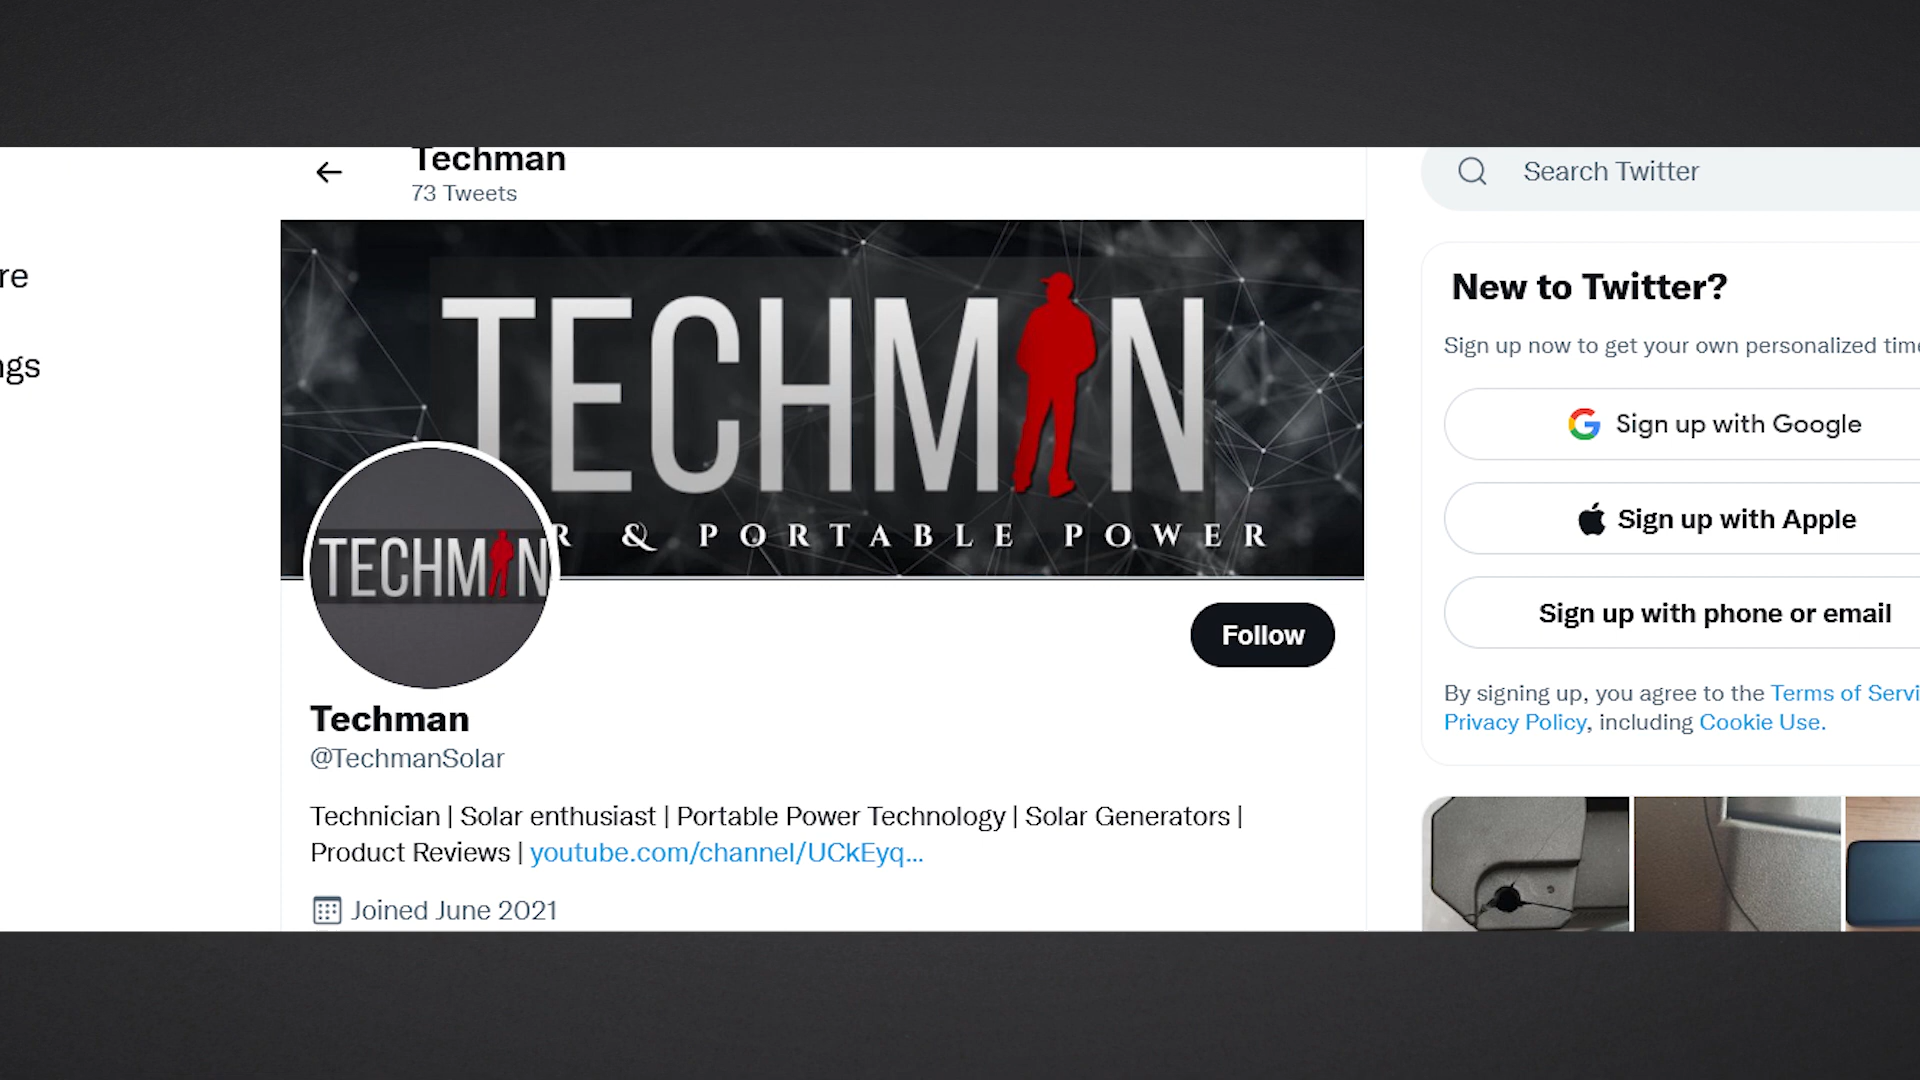 Techman
73 Tweets
re
ngs
TECHMAN
R & PORTABLE POWER
TECHMAN
Follow
Techman
@TechmanSolar
Technician | Solar enthusiast | Portable Power Technology | Solar Generators |
Product Reviews | youtube.com/channel/UCkEyq...
Joined June 2021
Search Twitter
New to Twitter?
Sign up now to get your own personalized time
Sign up with Google
Sign up with Apple
Sign up with phone or email
By signing up, you agree to the Terms of Servi
Privacy Policy, including Cookie Use.